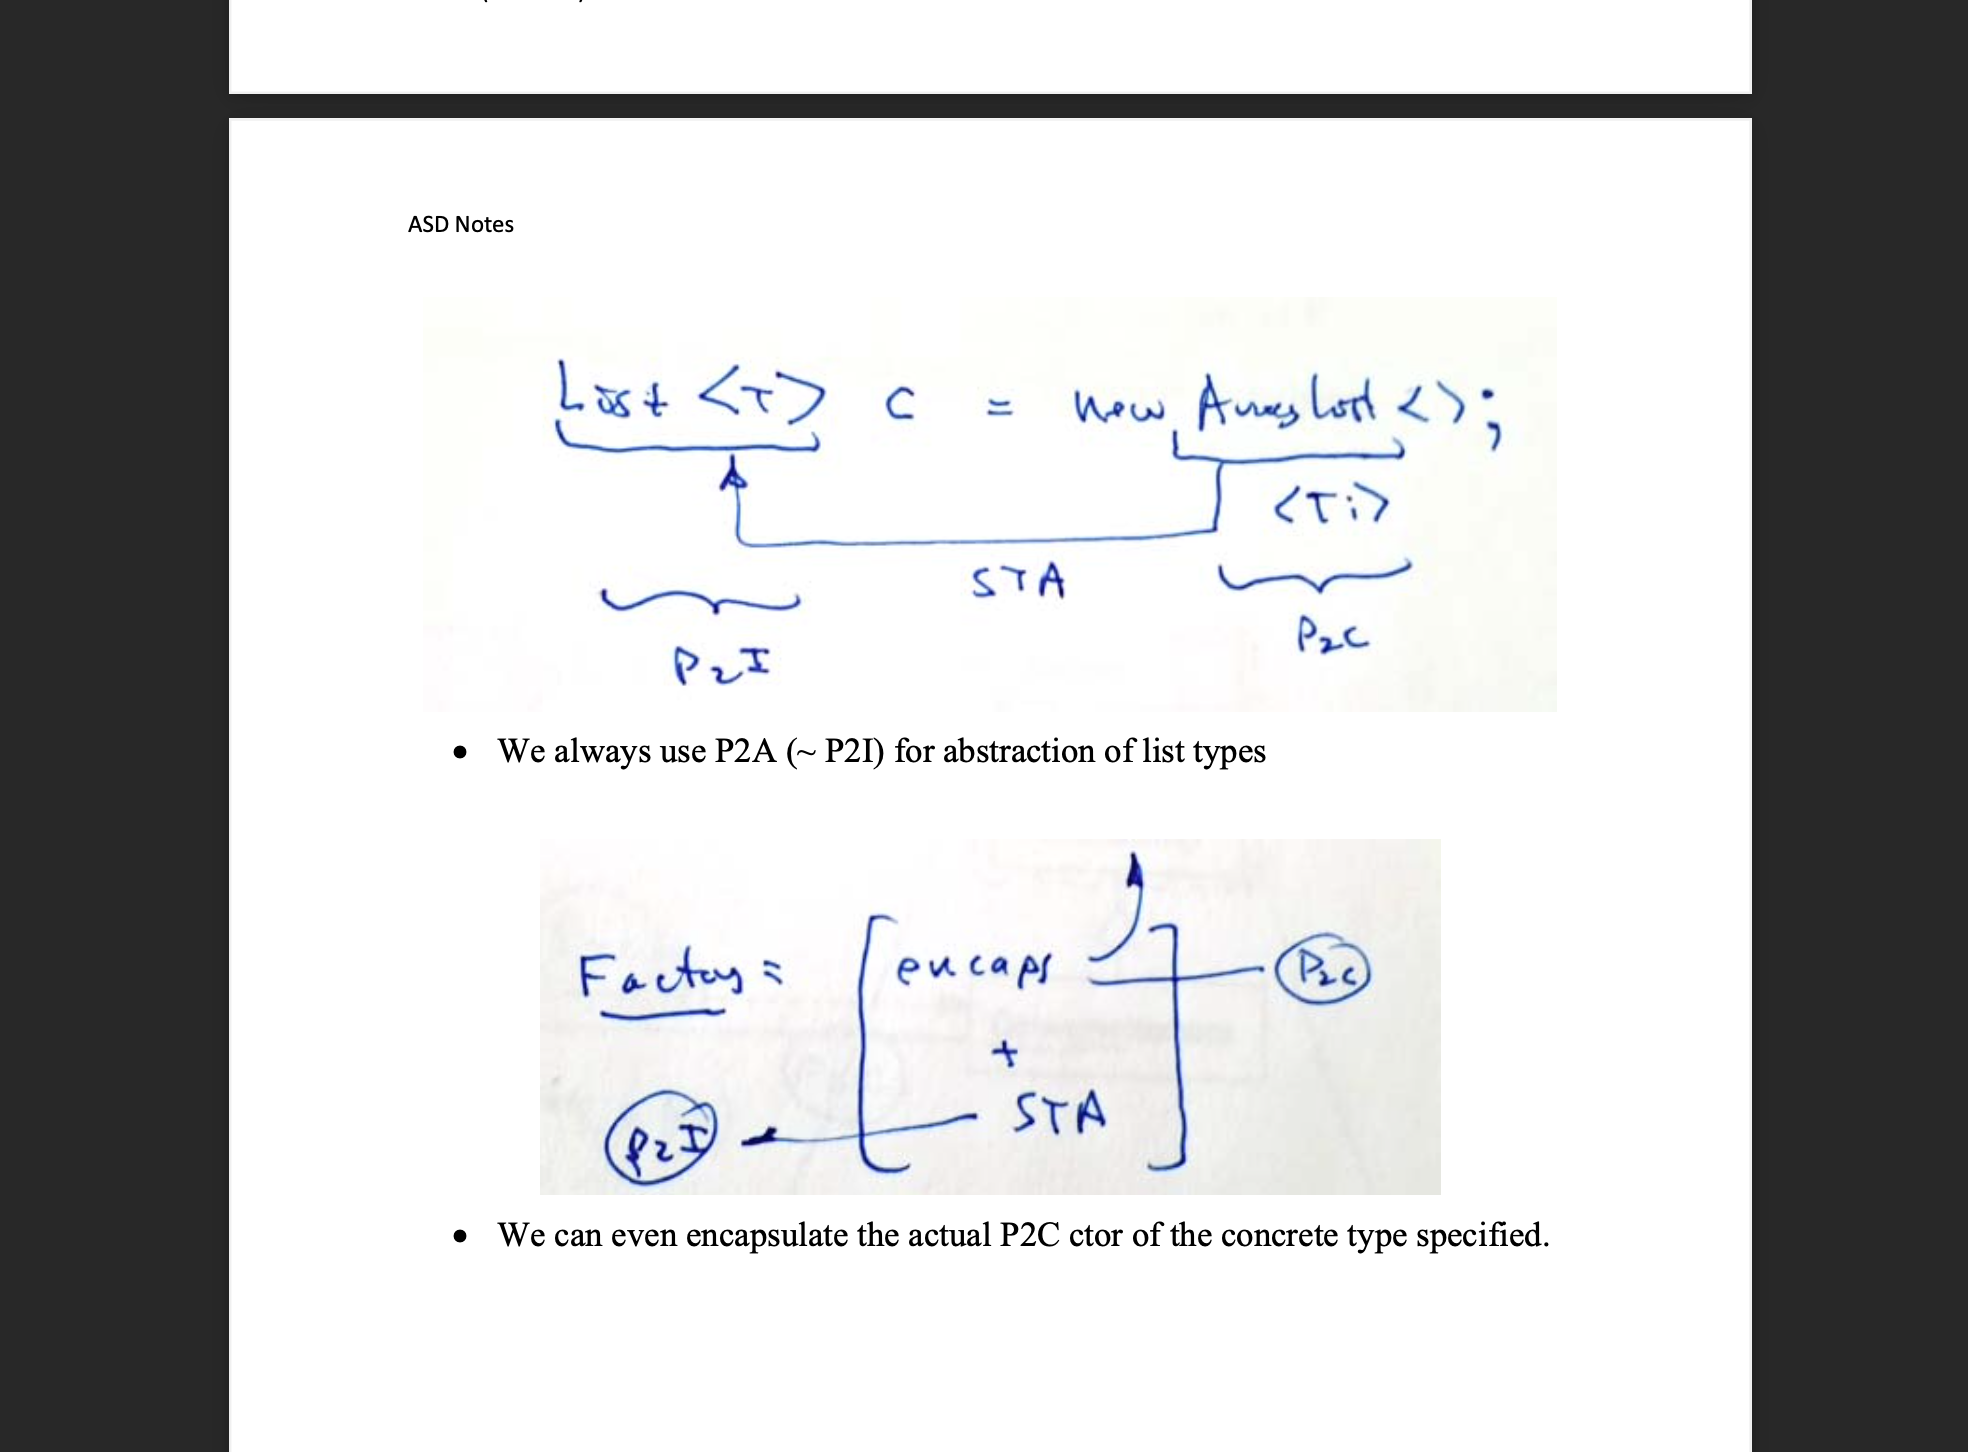 ASD Notes
List <T> C = new ArrayList <>;
<Ti>
STA
P2C
P2I
• We always use P2A (~ P2I) for abstraction of list types
Factory = [encaps P2C
+
P2I STA]
• We can even encapsulate the actual P2C ctor of the concrete type specified.